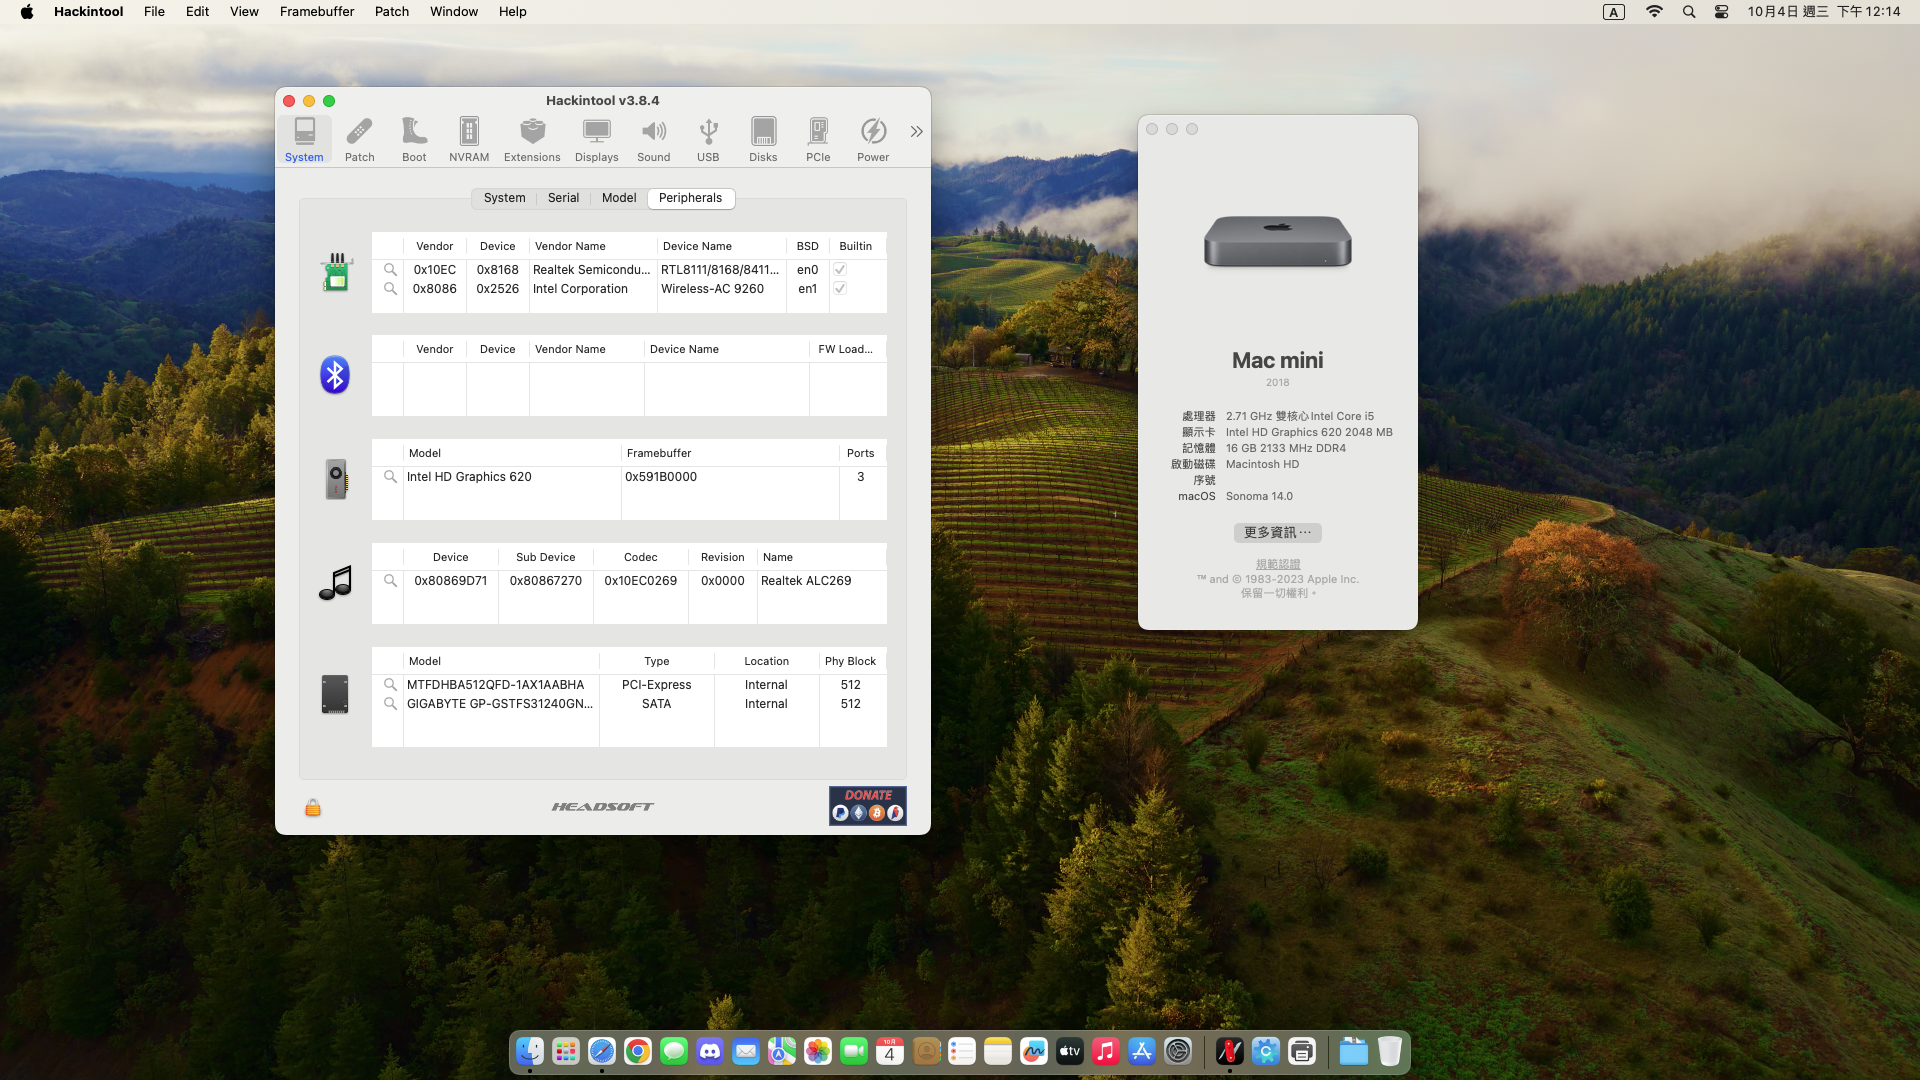 Hackintool File Edit View Framebuffer Patch Window Help A 10月4日 週三 下午12:14
Hackintool v3.8.4
System Patch Boot NVRAM Extensions Displays Sound USB Disks PCIe Power
System Serial Model Peripherals
Vendor Device Vendor Name Device Name BSD Builtin
0x10EC 0x8168 Realtek Semicondu... RTL8111/8168/8411... en0
0x8086 0x2526 Intel Corporation Wireless-AC 9260 en1
Vendor Device Vendor Name Device Name FW Load...
Model Framebuffer Ports
Intel HD Graphics 620 0x591B0000 3
Device Sub Device Codec Revision Name
0x80869D71 0x80867270 0x10EC0269 0x0000 Realtek ALC269
Model Type Location Phy Block
MTFDHBA512QFD-1AX1AABHA PCI-Express Internal 512
GIGABYTE GP-GSTFS31240GN... SATA Internal 512
HEADSOFT
DONATE
Mac mini
2018
處理器 2.71 GHz 雙核心Intel Core i5
顯示卡 Intel HD Graphics 620 2048 MB
記憶體 16 GB 2133 MHz DDR4
啟動磁碟 Macintosh HD
序號
macOS Sonoma 14.0
更多資訊⋯
規範認證
™ and © 1983-2023 Apple Inc.
保留一切權利。
10月
4
tv